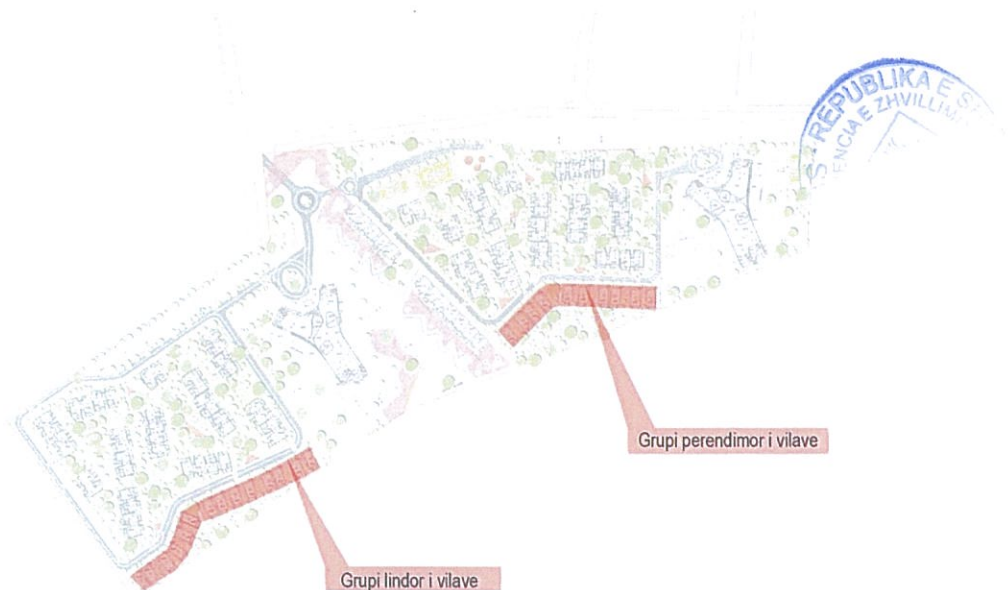 REPUBLIKA E
ZHVILLIM
Grupi perendimor i vilave
Grupi lindor i vilave